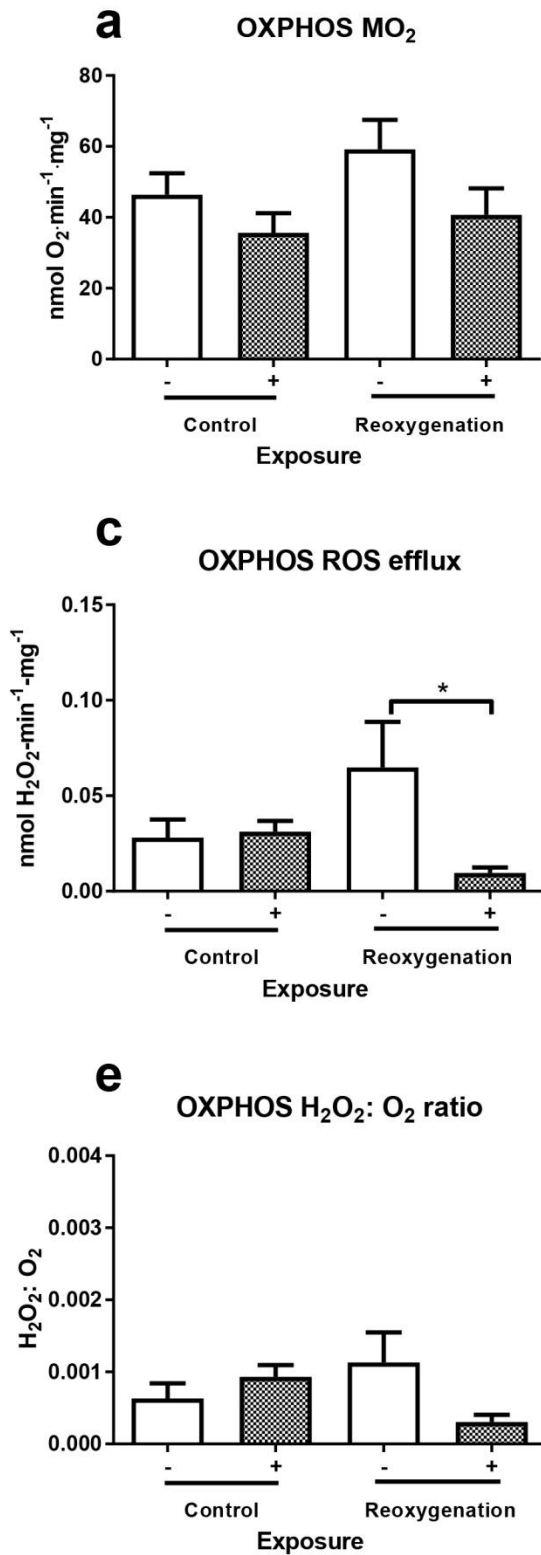 a
OXPHOS MO₂
nmol O₂·min⁻¹·mg⁻¹
80
60
40
20
0
- + - +
Control Reoxygenation
Exposure
c
OXPHOS ROS efflux
nmol H₂O₂-min⁻¹-mg⁻¹
0.15
0.10
0.05
0.00
*
- + - +
Control Reoxygenation
Exposure
e
OXPHOS H₂O₂: O₂ ratio
H₂O₂: O₂
0.004
0.003
0.002
0.001
0.000
- + - +
Control Reoxygenation
Exposure